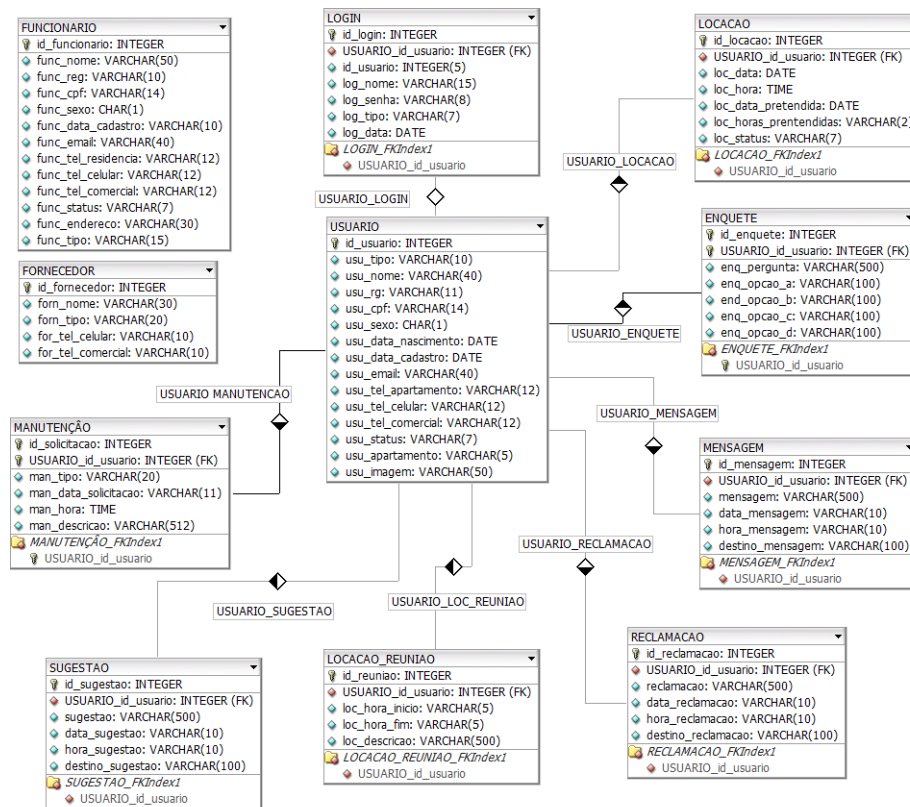 FUNCIONARIO
id_funcionario: INTEGER
func_nome: VARCHAR(50)
func_reg: VARCHAR(10)
func_cpf: VARCHAR(14)
func_sexo: CHAR(1)
func_data_cadastro: VARCHAR(10)
func_email: VARCHAR(40)
func_tel_residencia: VARCHAR(12)
func_tel_celular: VARCHAR(12)
func_tel_comercial: VARCHAR(12)
func_status: VARCHAR(7)
func_endereco: VARCHAR(30)
func_tipo: VARCHAR(15)
LOGIN
id_login: INTEGER
USUARIO_id_usuario: INTEGER (FK)
id_usuario: INTEGER(5)
log_nome: VARCHAR(15)
log_senha: VARCHAR(8)
log_tipo: VARCHAR(7)
log_data: DATE
LOGIN_FKIndex1
USUARIO_id_usuario
LOCACAO
id_locacao: INTEGER
USUARIO_id_usuario: INTEGER (FK)
loc_data: DATE
loc_hora: TIME
loc_data_pretendida: DATE
loc_horas_prentendidas: VARCHAR(2)
loc_status: VARCHAR(7)
LOCACAO_FKIndex1
USUARIO_id_usuario
USUARIO_LOCACAO
USUARIO_LOGIN
FORNECEDOR
id_fornecedor: INTEGER
forn_nome: VARCHAR(30)
forn_tipo: VARCHAR(20)
for_tel_celular: VARCHAR(10)
for_tel_comercial: VARCHAR(10)
USUARIO
id_usuario: INTEGER
usu_tipo: VARCHAR(10)
usu_nome: VARCHAR(40)
usu_rg: VARCHAR(11)
usu_cpf: VARCHAR(14)
usu_sexo: CHAR(1)
usu_data_nascimento: DATE
usu_data_cadastro: DATE
usu_email: VARCHAR(40)
usu_tel_apartamento: VARCHAR(12)
usu_tel_celular: VARCHAR(12)
usu_tel_comercial: VARCHAR(12)
usu_status: VARCHAR(7)
usu_apartamento: VARCHAR(5)
usu_imagem: VARCHAR(50)
ENQUETE
id_enquete: INTEGER
USUARIO_id_usuario: INTEGER (FK)
enq_pergunta: VARCHAR(500)
enq_opcao_a: VARCHAR(100)
end_opcao_b: VARCHAR(100)
enq_opcao_c: VARCHAR(100)
enq_opcao_d: VARCHAR(100)
ENQUETE_FKIndex1
USUARIO_id_usuario
USUARIO_ENQUETE
USUARIO MANUTENCAO
USUARIO_MENSAGEM
MANUTENÇÂO
id_solicitacao: INTEGER
USUARIO_id_usuario: INTEGER (FK)
man_tipo: VARCHAR(20)
man_data_solicitacao: VARCHAR(11)
man_hora: TIME
man_descricao: VARCHAR(512)
MANUTENÇÂO_FKIndex1
USUARIO_id_usuario
MENSAGEM
id_mensagem: INTEGER
USUARIO_id_usuario: INTEGER (FK)
mensagem: VARCHAR(500)
data_mensagem: VARCHAR(10)
hora_mensagem: VARCHAR(10)
destino_mensagem: VARCHAR(100)
MENSAGEM_FKIndex1
USUARIO_id_usuario
USUARIO_RECLAMACAO
USUARIO_SUGESTAO
USUARIO_LOC_REUNIAO
SUGESTAO
id_sugestao: INTEGER
USUARIO_id_usuario: INTEGER (FK)
sugestao: VARCHAR(500)
data_sugestao: VARCHAR(10)
hora_sugestao: VARCHAR(10)
destino_sugestao: VARCHAR(100)
SUGESTAO_FKIndex1
USUARIO_id_usuario
LOCACAO_REUNIAO
id_reuniao: INTEGER
USUARIO_id_usuario: INTEGER (FK)
loc_hora_inicio: VARCHAR(5)
loc_hora_fim: VARCHAR(5)
loc_descricao: VARCHAR(500)
LOCACAO_REUNIAO_FKIndex1
USUARIO_id_usuario
RECLAMACAO
id_reclamacao: INTEGER
USUARIO_id_usuario: INTEGER (FK)
reclamacao: VARCHAR(500)
data_reclamacao: VARCHAR(10)
hora_reclamacao: VARCHAR(10)
destino_reclamacao: VARCHAR(100)
RECLAMACAO_FKIndex1
USUARIO_id_usuario